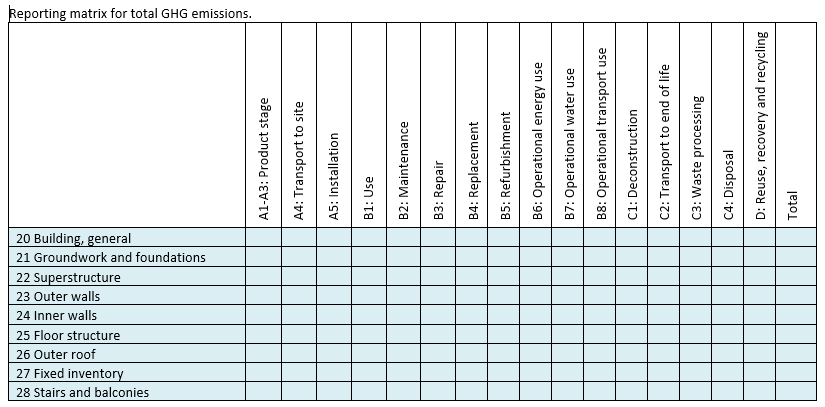 Reporting matrix for total GHG emissions.
A1-A3: Product stage
A4: Transport to site
A5: Installation
B1: Use
B2: Maintenance
B3: Repair
B4: Replacement
B5: Refurbishment
B6: Operational energy use
B7: Operational water use
B8: Operational transport use
C1: Deconstruction
C2: Transport to end of life
C3: Waste processing
C4: Disposal
D: Reuse, recovery and recycling
Total
20 Building, general
21 Groundwork and foundations
22 Superstructure
23 Outer walls
24 Inner walls
25 Floor structure
26 Outer roof
27 Fixed inventory
28 Stairs and balconies